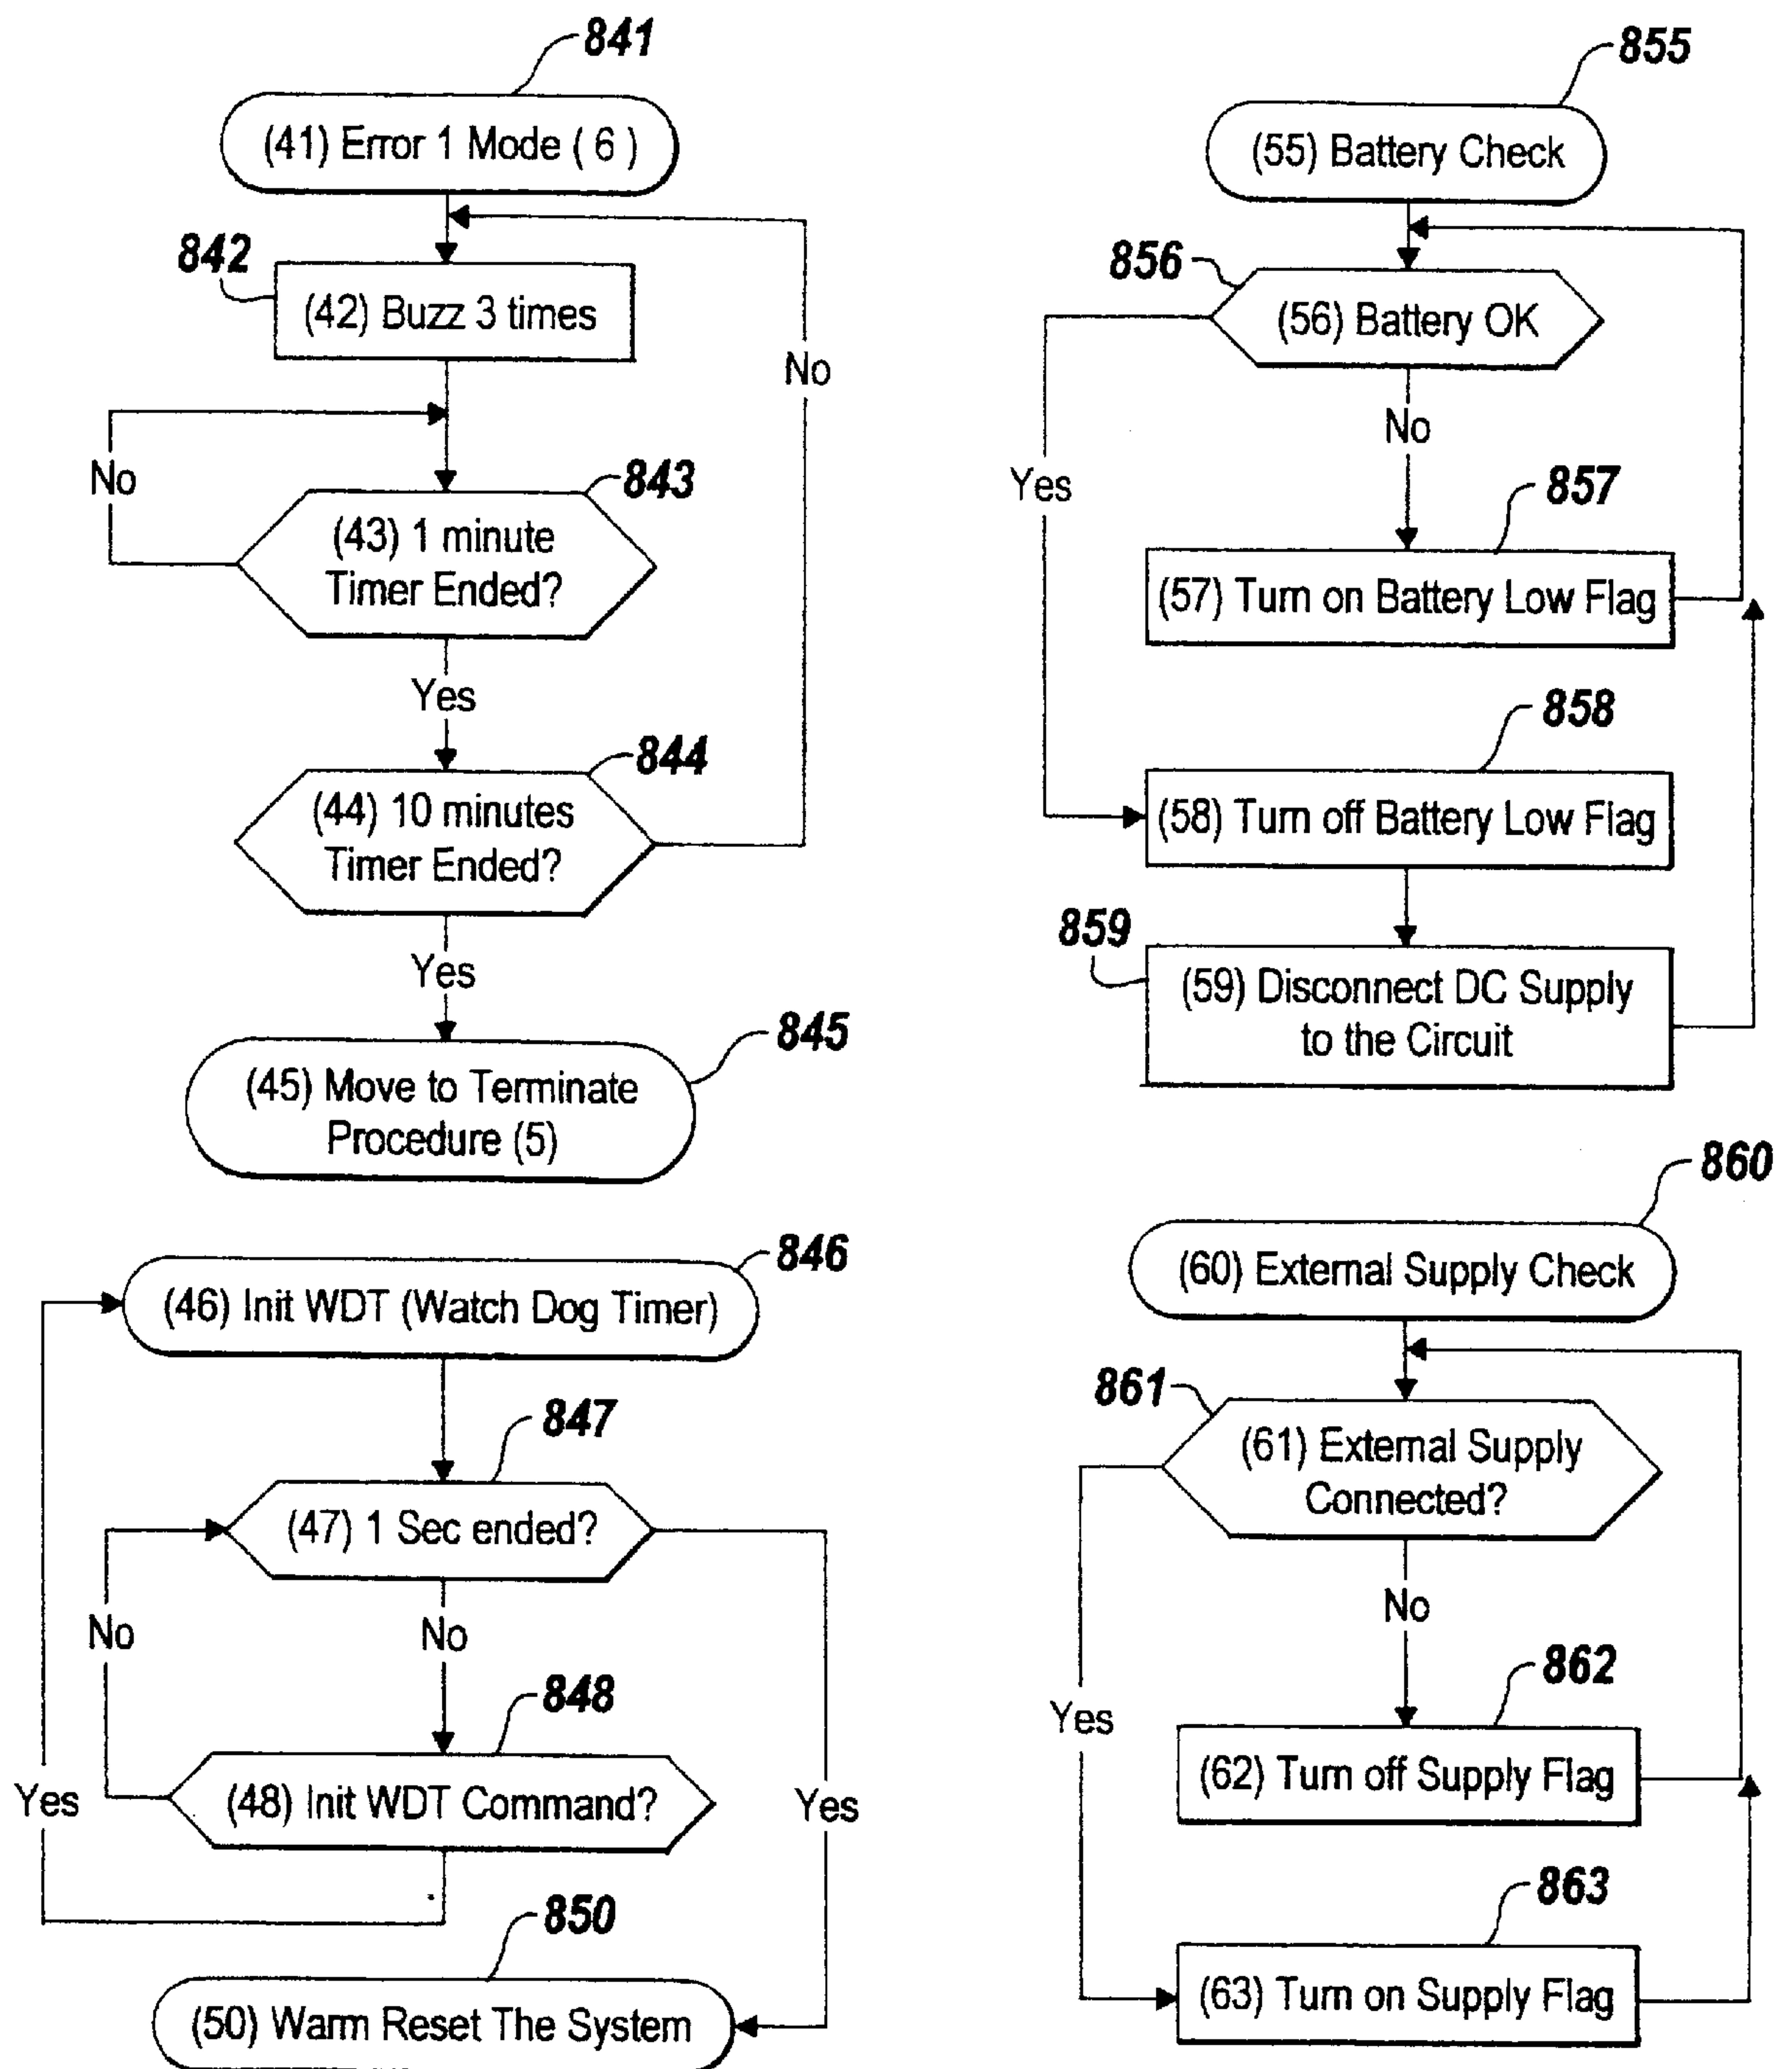 841
(41) Error 1 Mode ( 6 )
842
(42) Buzz 3 times
No
No
843
(43) 1 minute
Timer Ended?
Yes
844
(44) 10 minutes
Timer Ended?
Yes
845
(45) Move to Terminate
Procedure (5)
846
(46) Init WDT (Watch Dog Timer)
847
(47) 1 Sec ended?
No
No
848
Yes
(48) Init WDT Command?
Yes
850
(50) Warm Reset The System
855
(55) Battery Check
856
(56) Battery OK
No
Yes
857
(57) Turn on Battery Low Flag
858
(58) Turn off Battery Low Flag
859
(59) Disconnect DC Supply
to the Circuit
860
(60) External Supply Check
861
(61) External Supply
Connected?
No
862
Yes
(62) Turn off Supply Flag
863
(63) Turn on Supply Flag